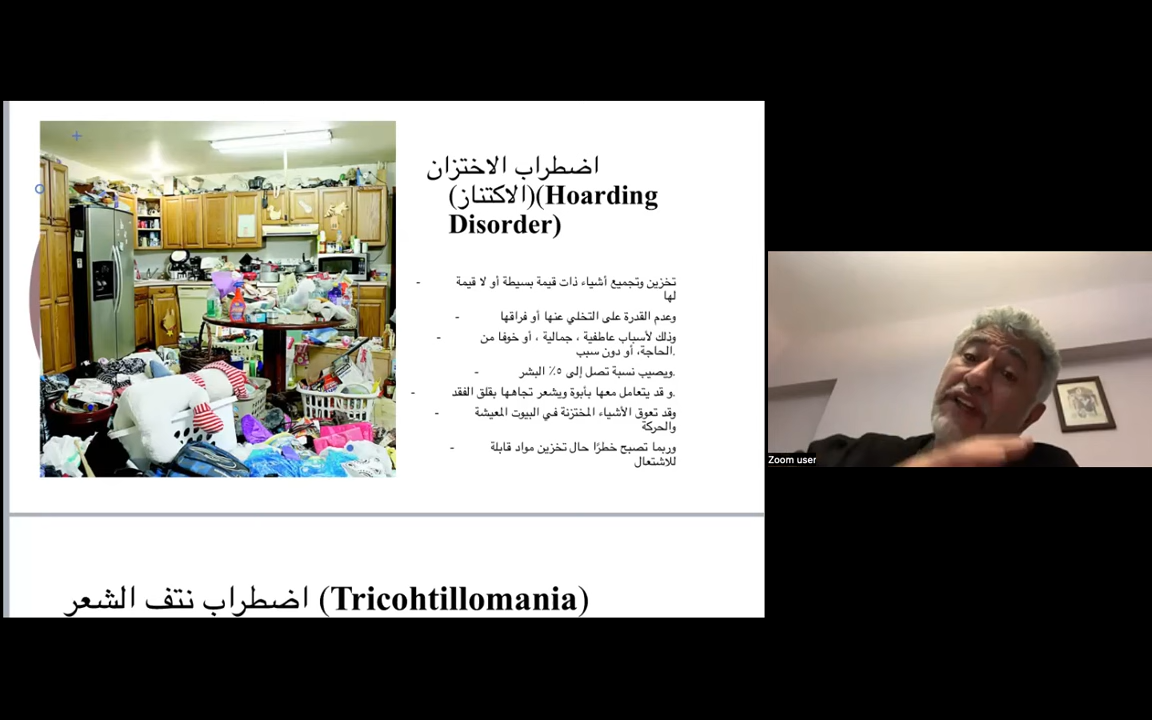 اضطراب الاختزان
(الاكتناز)(Hoarding
Disorder)
- تخزين وتجميع أشياء ذات قيمة بسيطة أو لا قيمة
لها
- وعدم القدرة على التخلي عنها أو فراقها
- وذلك لأسباب عاطفية ، جمالية ، أو خوفا من
الحاجة، أو دون سبب.
- ويصيب نسبة تصل إلى ٥٪ البشر.
- و قد يتعامل معها بأبوة ويشعر تجاهها بقلق الفقد.
- وقد تعوق الأشياء المختزنة في البيوت المعيشة
والحركة
- وربما تصبح خطرًا حال تخزين مواد قابلة
للاشتعال
اضطراب نتف الشعر (Tricohtillomania)
Zoom user